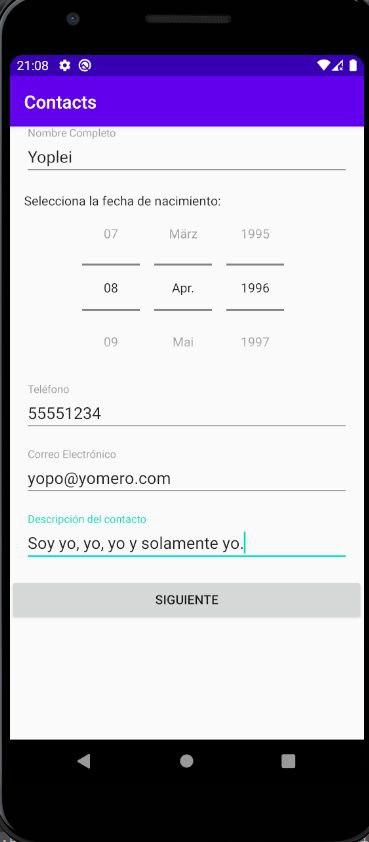 21:08
Contacts
Nombre Completo
Yoplei
Selecciona la fecha de nacimiento:
07 März 1995
08 Apr. 1996
09 Mai 1997
Teléfono
55551234
Correo Electrónico
yopo@yomero.com
Descripción del contacto
Soy yo, yo, yo y solamente yo.
SIGUIENTE